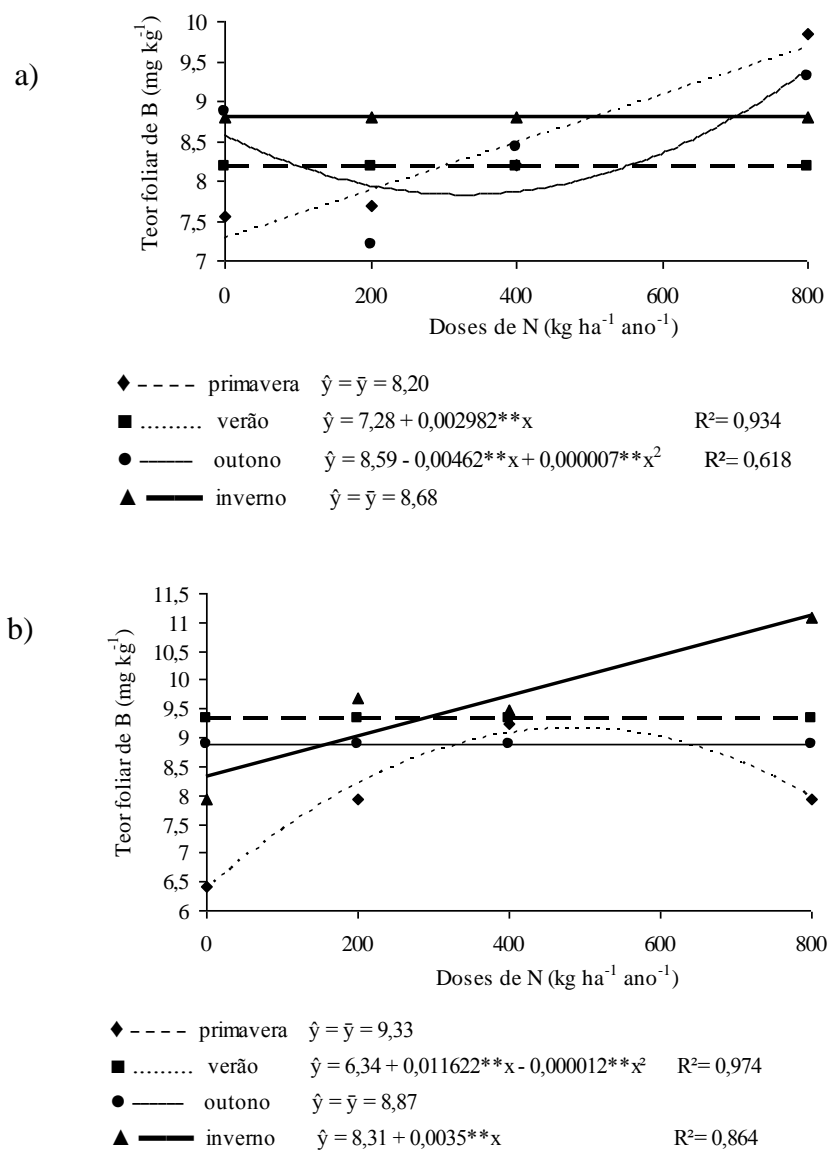 a)
Teor foliar de B (mg kg-1)
10
9,5
9
8,5
8
7,5
7
0
200
400
600
800
Doses de N (kg ha-1 ano-1)
primavera ŷ = ȳ = 8,20
verão ŷ = 7,28 + 0,002982**x R²= 0,934
outono ŷ = 8,59 - 0,00462**x + 0,000007**x² R²= 0,618
inverno ŷ = ȳ = 8,68
b)
Teor foliar de B (mg kg-1)
11,5
11
10,5
10
9,5
9
8,5
8
7,5
7
6,5
6
0
200
400
600
800
Doses de N (kg ha-1 ano-1)
primavera ŷ = ȳ = 9,33
verão ŷ = 6,34 + 0,011622**x - 0,000012**x² R²= 0,974
outono ŷ = ȳ = 8,87
inverno ŷ = 8,31 + 0,0035**x R²= 0,864